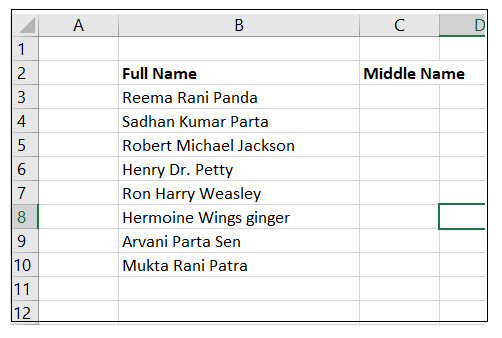 A B C D
1
2 Full Name Middle Name
3 Reema Rani Panda
4 Sadhan Kumar Parta
5 Robert Michael Jackson
6 Henry Dr. Petty
7 Ron Harry Weasley
8 Hermoine Wings ginger
9 Arvani Parta Sen
10 Mukta Rani Patra
11
12